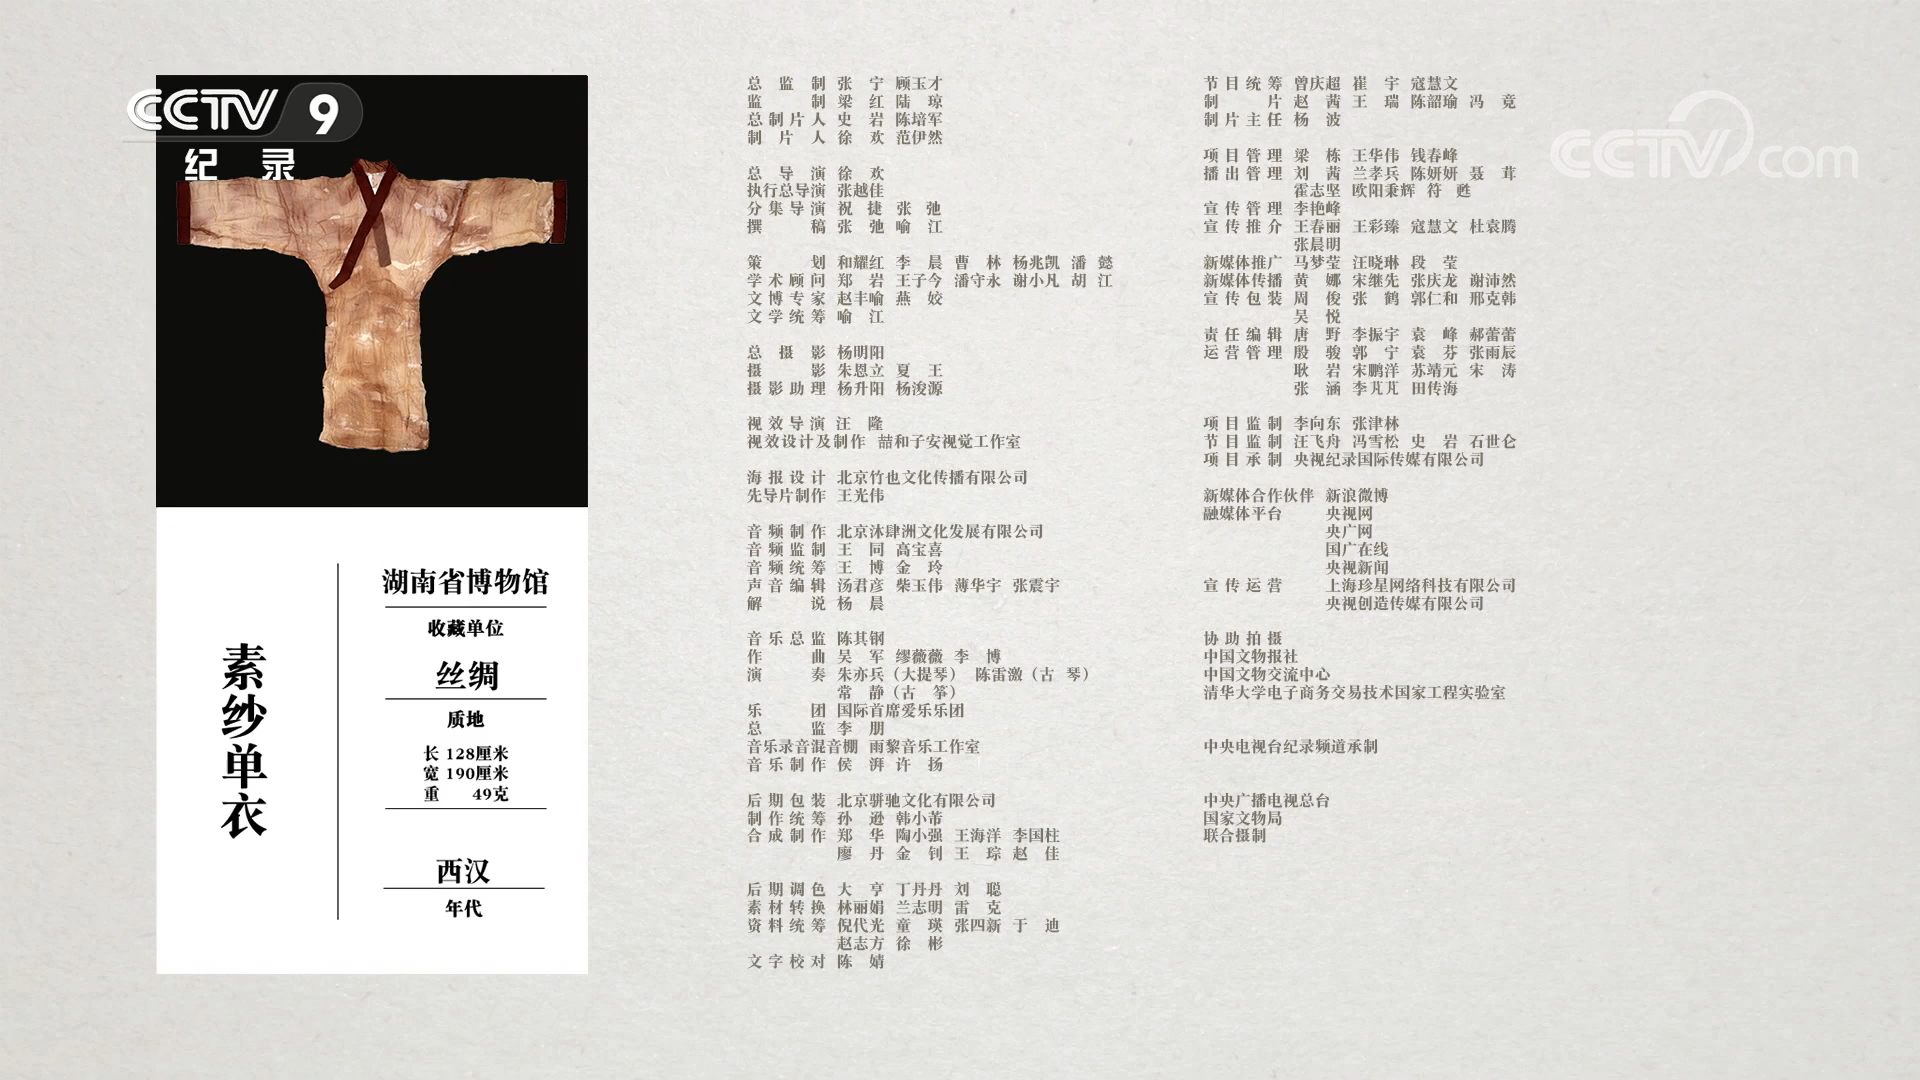 CCTV 9
纪 录
CCTV.com
素纱单衣
湖南省博物馆
收藏单位
丝绸
质地
长 128厘米
宽 190厘米
重 49克
西汉
年代
总 监 制 张 宁 顾玉才
监 制 梁 红 陆 琼
总制片人 史 岩 陈培军
制 片 人 徐 欢 范伊然
总 导 演 徐 欢
执行总导演 张越佳
分集导演 祝 捷 张 弛
撰 稿 张 弛 喻 江
策 划 和耀红 李 晨 曹 林 杨兆凯 潘 懿
学术顾问 郑 岩 王子今 潘守永 谢小凡 胡 江
文博专家 赵丰喻 燕 姣
文学统筹 喻 江
总 摄 影 杨明阳
摄 影 朱恩立 夏 王
摄影助理 杨升阳 杨浚源
视效导演 汪 隆
视效设计及制作 喆和子安视觉工作室
海报设计 北京竹也文化传播有限公司
先导片制作 王光伟
音频制作 北京沐肆洲文化发展有限公司
音频监制 王 同 高宝喜
音频统筹 王 博 金 玲
声音编辑 汤君彦 柴玉伟 薄华宇 张震宇
解 说 杨 晨
音乐总监 陈其钢
作 曲 吴 军 缪薇薇 李 博
演 奏 朱亦兵（大提琴） 陈雷激（古 琴）
常 静（古 筝）
乐 团 国际首席爱乐乐团
总 监 李 朋
音乐录音混音棚 雨黎音乐工作室
音乐制作 侯 湃 许 扬
后期包装 北京骈驰文化有限公司
制作统筹 孙 逊 韩小芾
合成制作 郑 华 陶小强 王海洋 李国柱
廖 丹 金 钊 王 琮 赵 佳
后期调色 大 亨 丁丹丹 刘 聪
素材转换 林丽娟 兰志明 雷 克
资料统筹 倪代光 童 瑛 张四新 于 迪
赵志方 徐 彬
文字校对 陈 婧
节目统筹 曾庆超 崔 宇 寇慧文
制 片 赵 茜 王 瑞 陈韶瑜 冯 竞
制片主任 杨 波
项目管理 梁 栋 王华伟 钱春峰
播出管理 刘 茜 兰孝兵 陈妍妍 聂 茸
霍志坚 欧阳秉辉 符 甦
宣传管理 李艳峰
宣传推介 王春丽 王彩臻 寇慧文 杜袁腾
张晨明
新媒体推广 马梦莹 汪晓琳 段 莹
新媒体传播 黄 娜 宋继先 张庆龙 谢沛然
宣传包装 周 俊 张 鹤 郭仁和 邢克韩
吴 悦
责任编辑 唐 野 李振宇 袁 峰 郝蕾蕾
运营管理 殷 骏 郭 宁 袁 芬 张雨辰
耿 岩 宋鹏洋 苏靖元 宋 涛
张 涵 李芃芃 田传海
项目监制 李向东 张津林
节目监制 汪飞舟 冯雪松 史 岩 石世仑
项目承制 央视纪录国际传媒有限公司
新媒体合作伙伴 新浪微博
融媒体平台 央视网
央广网
国广在线
央视新闻
宣传运营 上海珍星网络科技有限公司
央视创造传媒有限公司
协助拍摄
中国文物报社
中国文物交流中心
清华大学电子商务交易技术国家工程实验室
中央电视台纪录频道承制
中央广播电视总台
国家文物局
联合摄制